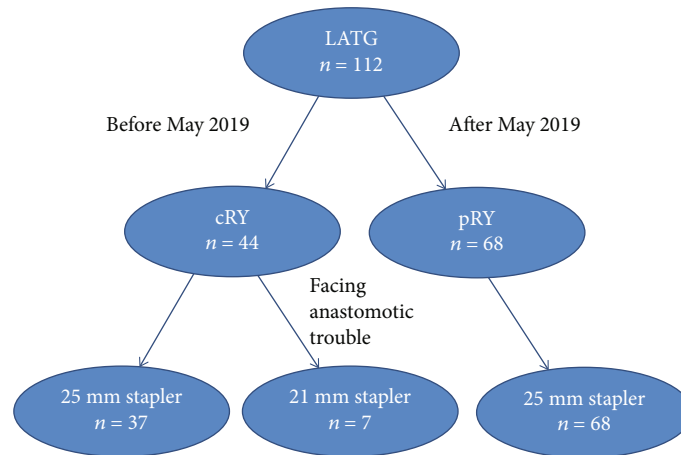 LATG
n = 112
Before May 2019
After May 2019
cRY
n = 44
pRY
n = 68
Facing
anastomotic
trouble
25 mm stapler
n = 37
21 mm stapler
n = 7
25 mm stapler
n = 68